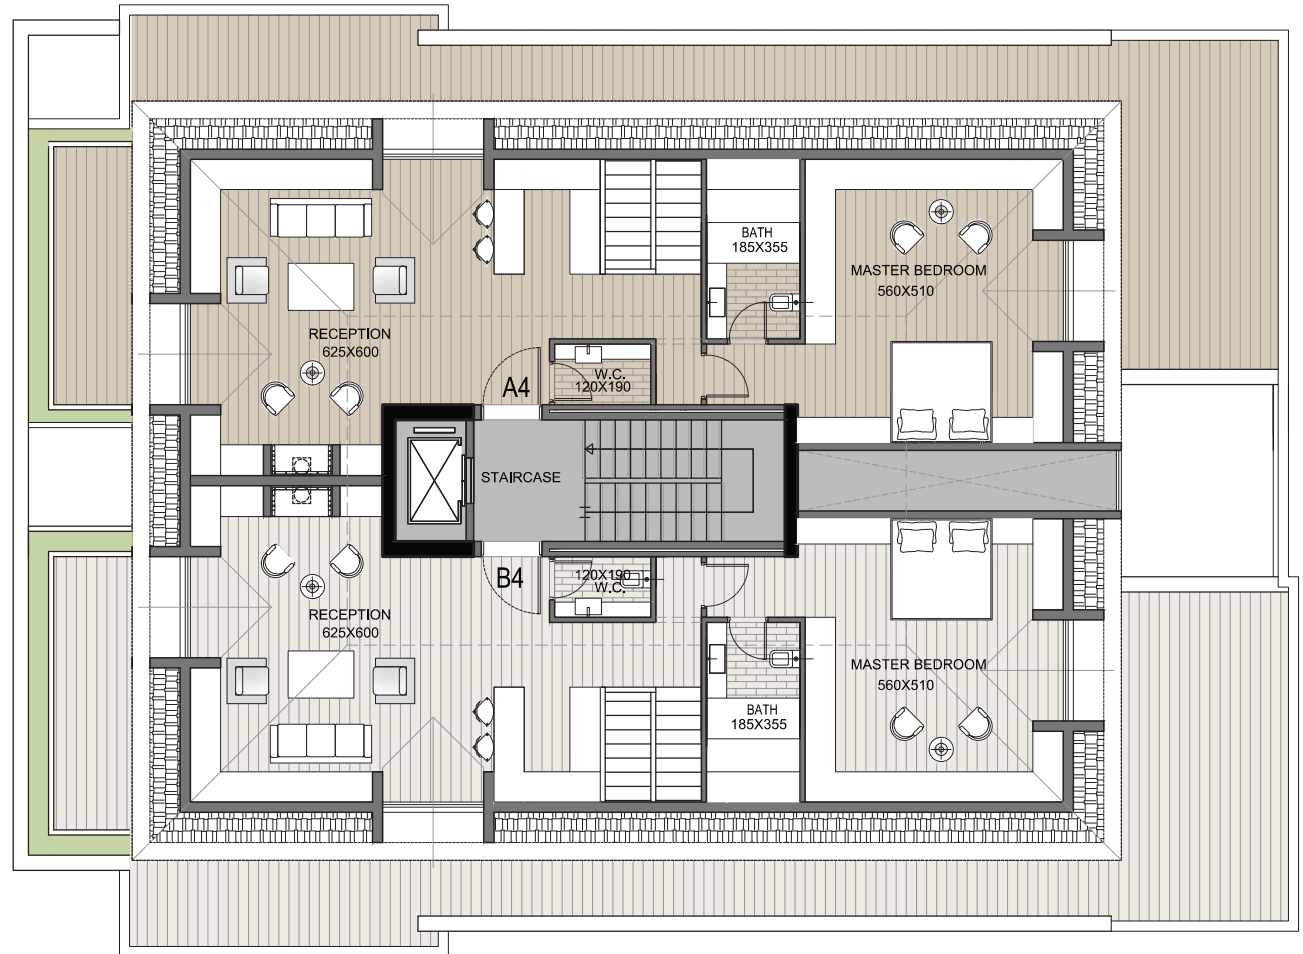 BATH
185X355
MASTER BEDROOM
560X510
RECEPTION
625X600
A4
W.C.
120X190
STAIRCASE
B4
120X190
W.C.
RECEPTION
625X600
MASTER BEDROOM
560X510
BATH
185X355